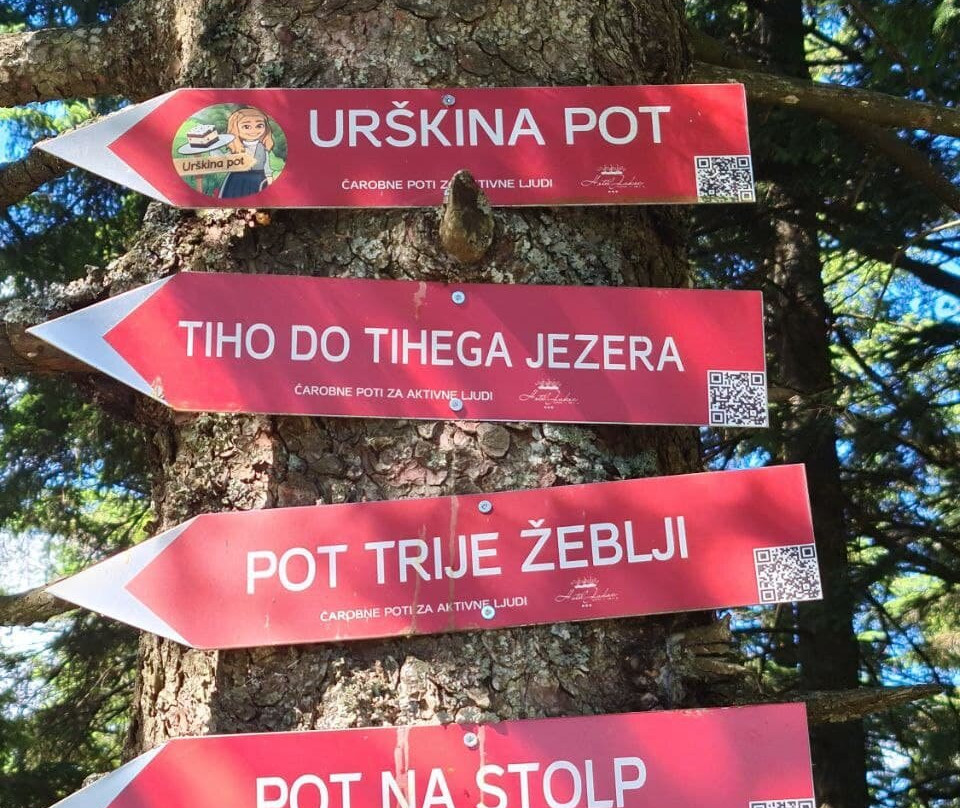 URŠKINA POT
Urškina pot
ČAROBNE POTI ZA AKTIVNE LJUDI
TIHO DO TIHEGA JEZERA
ČAROBNE POTI ZA AKTIVNE LJUDI
POT TRIJE ŽEBLJI
ČAROBNE POTI ZA AKTIVNE LJUDI
POT NA STOLP